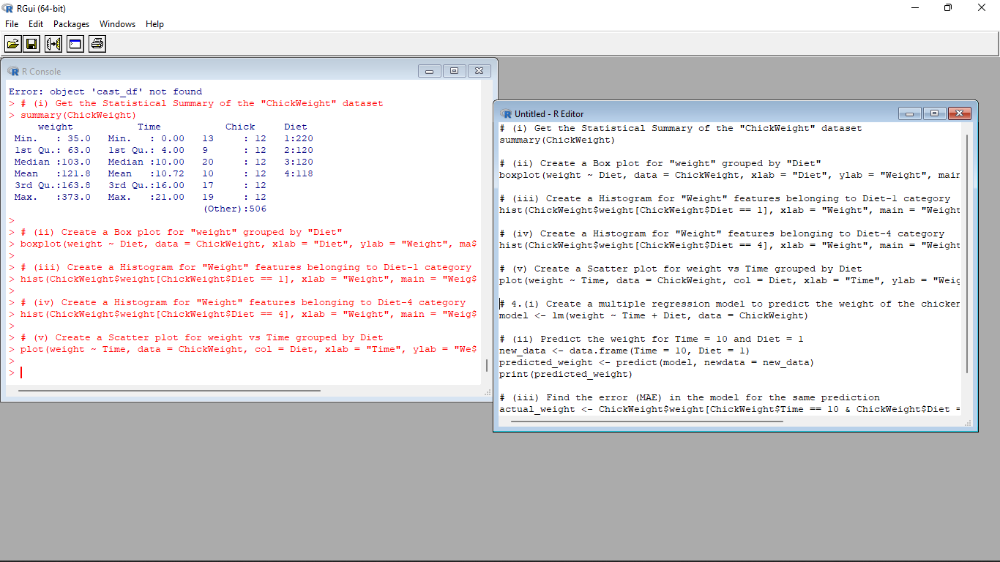 RGui (64-bit)
File Edit Packages Windows Help
R Console
Error: object 'cast_df' not found
> # (i) Get the Statistical Summary of the "ChickWeight" dataset
> summary(ChickWeight)
weight Time Chick Diet
Min. : 35.0 Min. : 0.00 13 : 12 1:220
1st Qu.: 63.0 1st Qu.: 4.00 9 : 12 2:120
Median :103.0 Median :10.00 20 : 12 3:120
Mean :121.8 Mean :10.72 10 : 12 4:118
3rd Qu.:163.8 3rd Qu.:16.00 17 : 12
Max. :373.0 Max. :21.00 19 : 12
(Other):506
>
> # (ii) Create a Box plot for "weight" grouped by "Diet"
> boxplot(weight ~ Diet, data = ChickWeight, xlab = "Diet", ylab = "Weight", ma$
>
> # (iii) Create a Histogram for "Weight" features belonging to Diet-1 category
> hist(ChickWeight$weight[ChickWeight$Diet == 1], xlab = "Weight", main = "Weig$
>
> # (iv) Create a Histogram for "Weight" features belonging to Diet-4 category
> hist(ChickWeight$weight[ChickWeight$Diet == 4], xlab = "Weight", main = "Weig$
>
> # (v) Create a Scatter plot for weight vs Time grouped by Diet
> plot(weight ~ Time, data = ChickWeight, col = Diet, xlab = "Time", ylab = "We$
>
>
Untitled - R Editor
# (i) Get the Statistical Summary of the "ChickWeight" dataset
summary(ChickWeight)
# (ii) Create a Box plot for "weight" grouped by "Diet"
boxplot(weight ~ Diet, data = ChickWeight, xlab = "Diet", ylab = "Weight", main
# (iii) Create a Histogram for "Weight" features belonging to Diet-1 category
hist(ChickWeight$weight[ChickWeight$Diet == 1], xlab = "Weight", main = "Weight
# (iv) Create a Histogram for "Weight" features belonging to Diet-4 category
hist(ChickWeight$weight[ChickWeight$Diet == 4], xlab = "Weight", main = "Weight
# (v) Create a Scatter plot for weight vs Time grouped by Diet
plot(weight ~ Time, data = ChickWeight, col = Diet, xlab = "Time", ylab = "Weig
# 4.(i) Create a multiple regression model to predict the weight of the chicken
model <- lm(weight ~ Time + Diet, data = ChickWeight)
# (ii) Predict the weight for Time = 10 and Diet = 1
new_data <- data.frame(Time = 10, Diet = 1)
predicted_weight <- predict(model, newdata = new_data)
print(predicted_weight)
# (iii) Find the error (MAE) in the model for the same prediction
actual_weight <- ChickWeight$weight[ChickWeight$Time == 10 & ChickWeight$Diet =